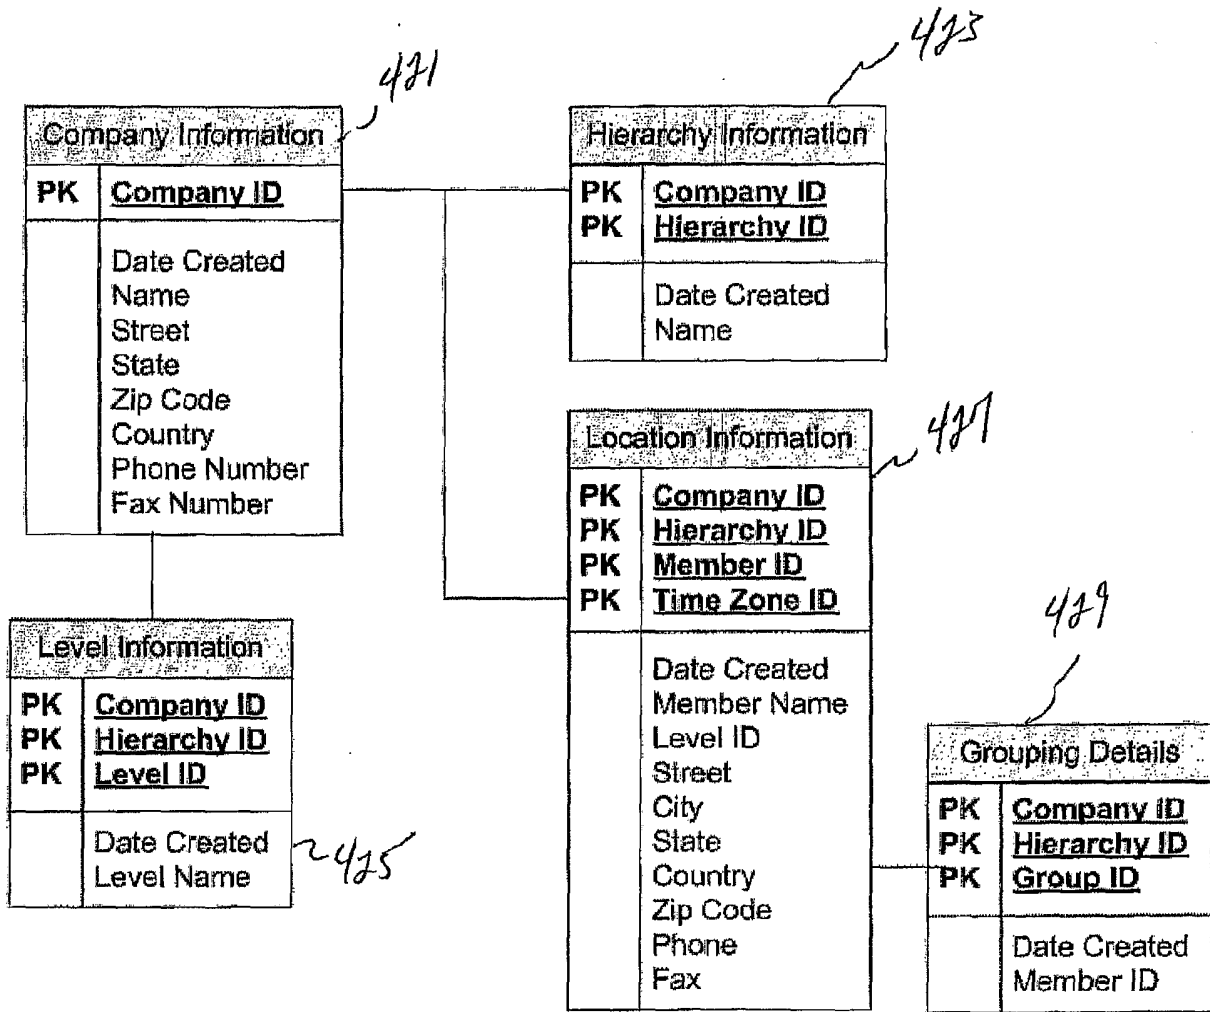 421
Company Information
PK Company ID
Date Created
Name
Street
State
Zip Code
Country
Phone Number
Fax Number
423
Hierarchy Information
PK Company ID
PK Hierarchy ID
Date Created
Name
427
Location Information
PK Company ID
PK Hierarchy ID
PK Member ID
PK Time Zone ID
Date Created
Member Name
Level ID
Street
City
State
Country
Zip Code
Phone
Fax
Level Information
PK Company ID
PK Hierarchy ID
PK Level ID
Date Created
Level Name
425
429
Grouping Details
PK Company ID
PK Hierarchy ID
PK Group ID
Date Created
Member ID